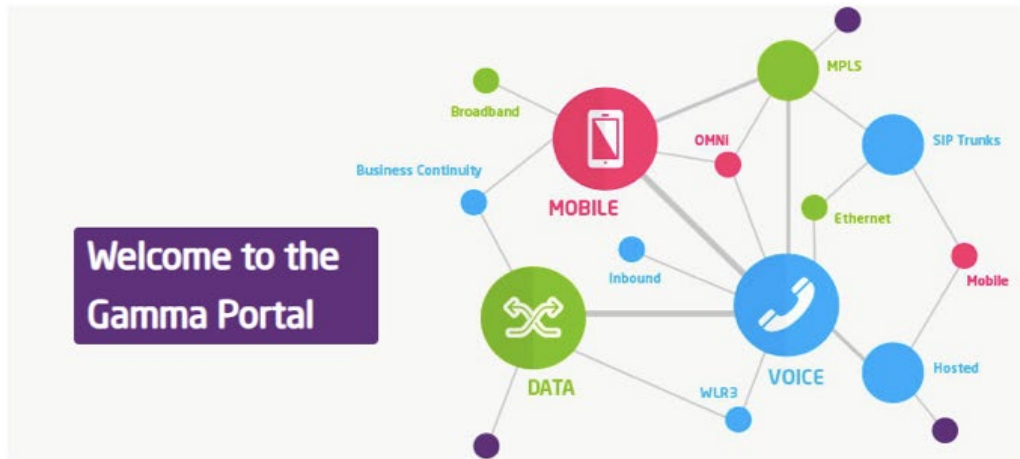 MPLS
Broadband
OMNi
SIP Trunks
Business Continuity
MOBILE
Ethernet
Welcome to the
Gamma Portal
Inbound
Mobile
DATA
VOICE
Hosted
WLR3